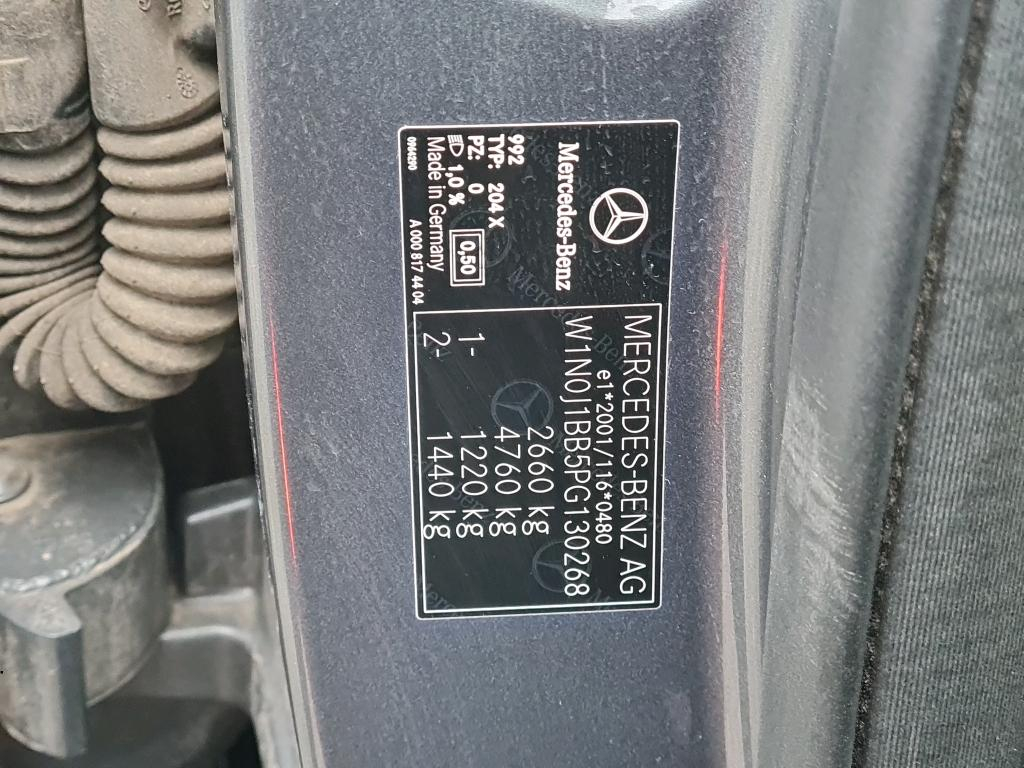 Mercedes-Benz
992
TYP: 204 X
PZ: 0
1,0 %
0,50
Made in Germany
0964290
A 000 817 44 04
MERCEDES-BENZ AG
e1*2001/116*0480
W1N0J1BB5PG130268
2660 kg
4760 kg
1- 1220 kg
2- 1440 kg